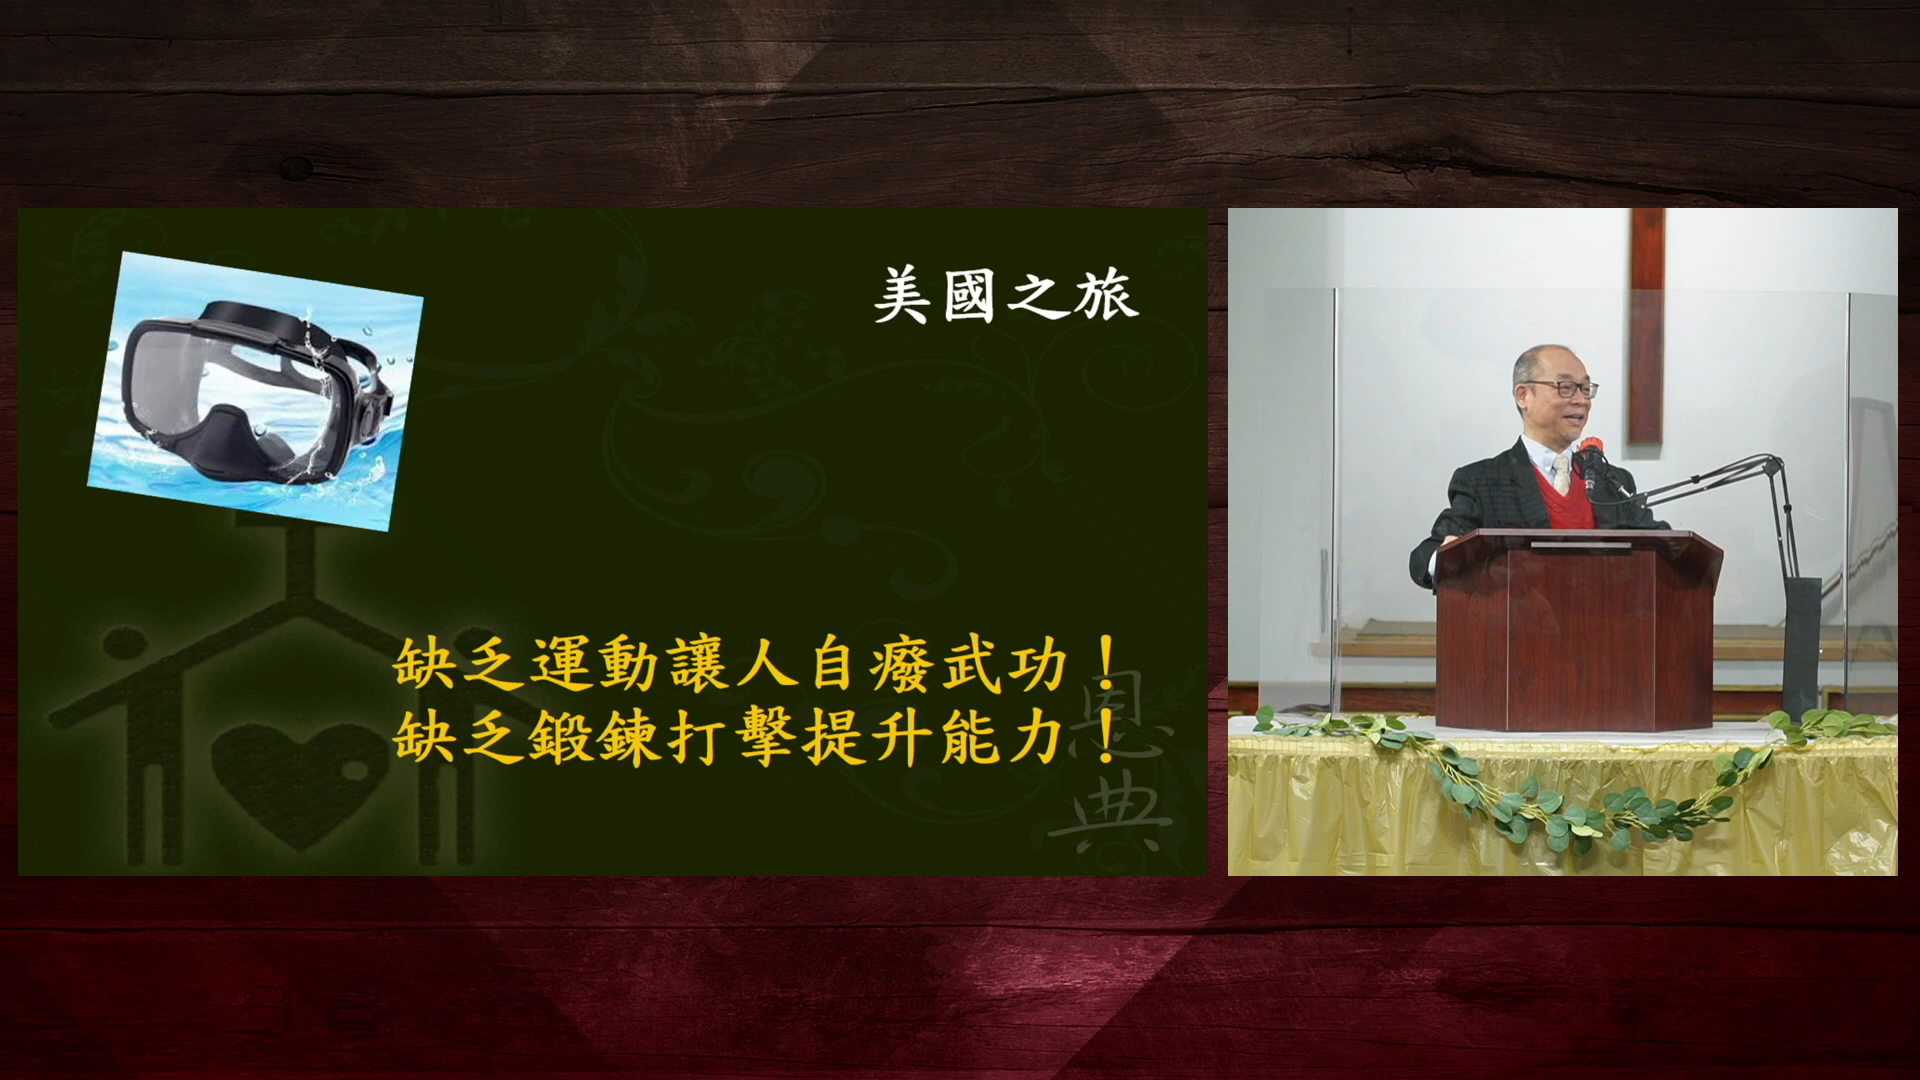 美國之旅
缺乏運動讓人自癈武功！
缺乏鍛鍊打擊提升能力！
恩典